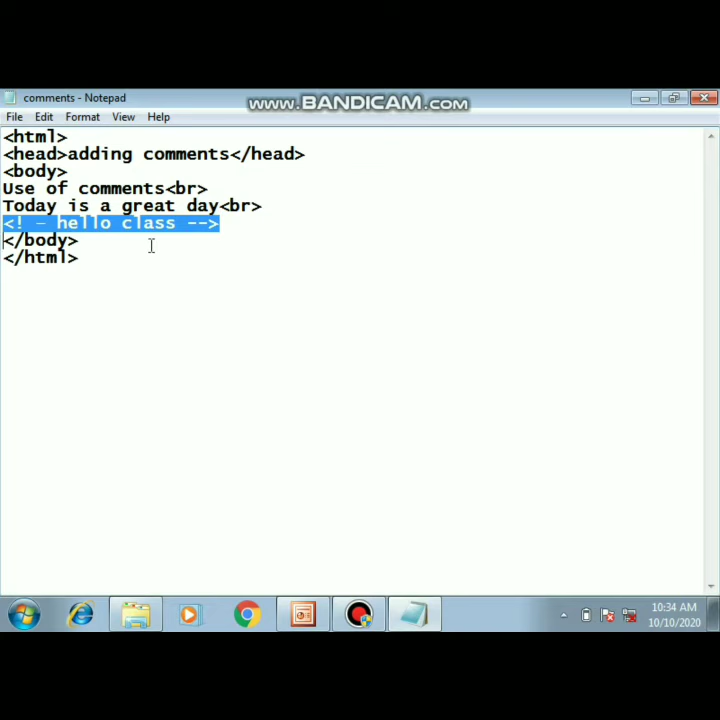 comments - Notepad
www.BANDICAM.com
File Edit Format View Help
<html>
<head>adding comments</head>
<body>
Use of comments<br>
Today is a great day<br>
<! – hello class -->
</body>
</html>
10:34 AM
10/10/2020